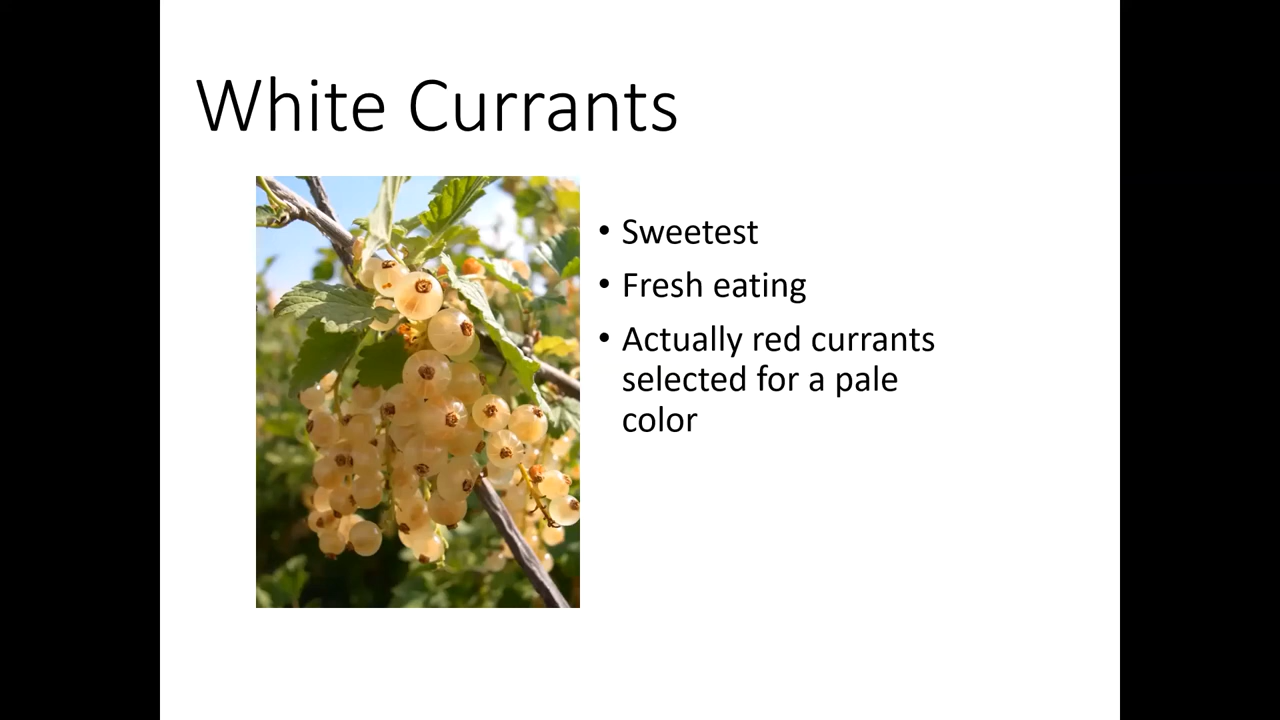 White Currants
• Sweetest
• Fresh eating
• Actually red currants
selected for a pale
color